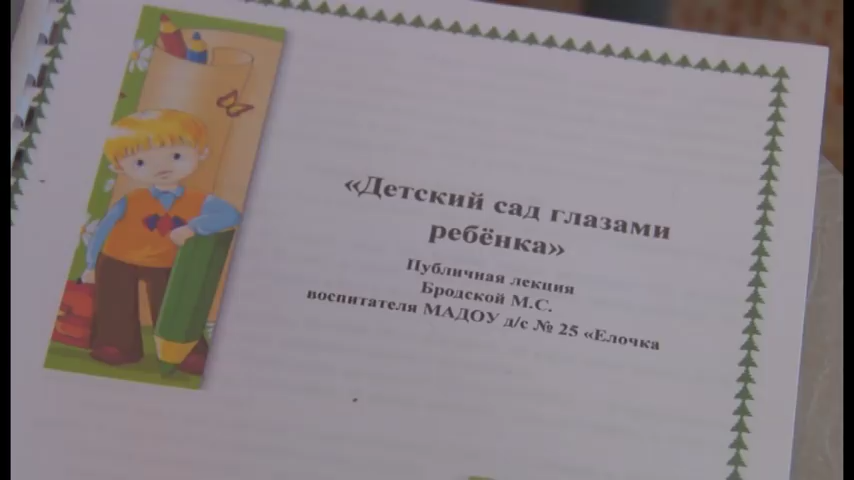 «Детский сад глазами
ребёнка»
Публичная лекция
Бродской М.С.
воспитателя МАДОУ д/с № 25 «Елочка